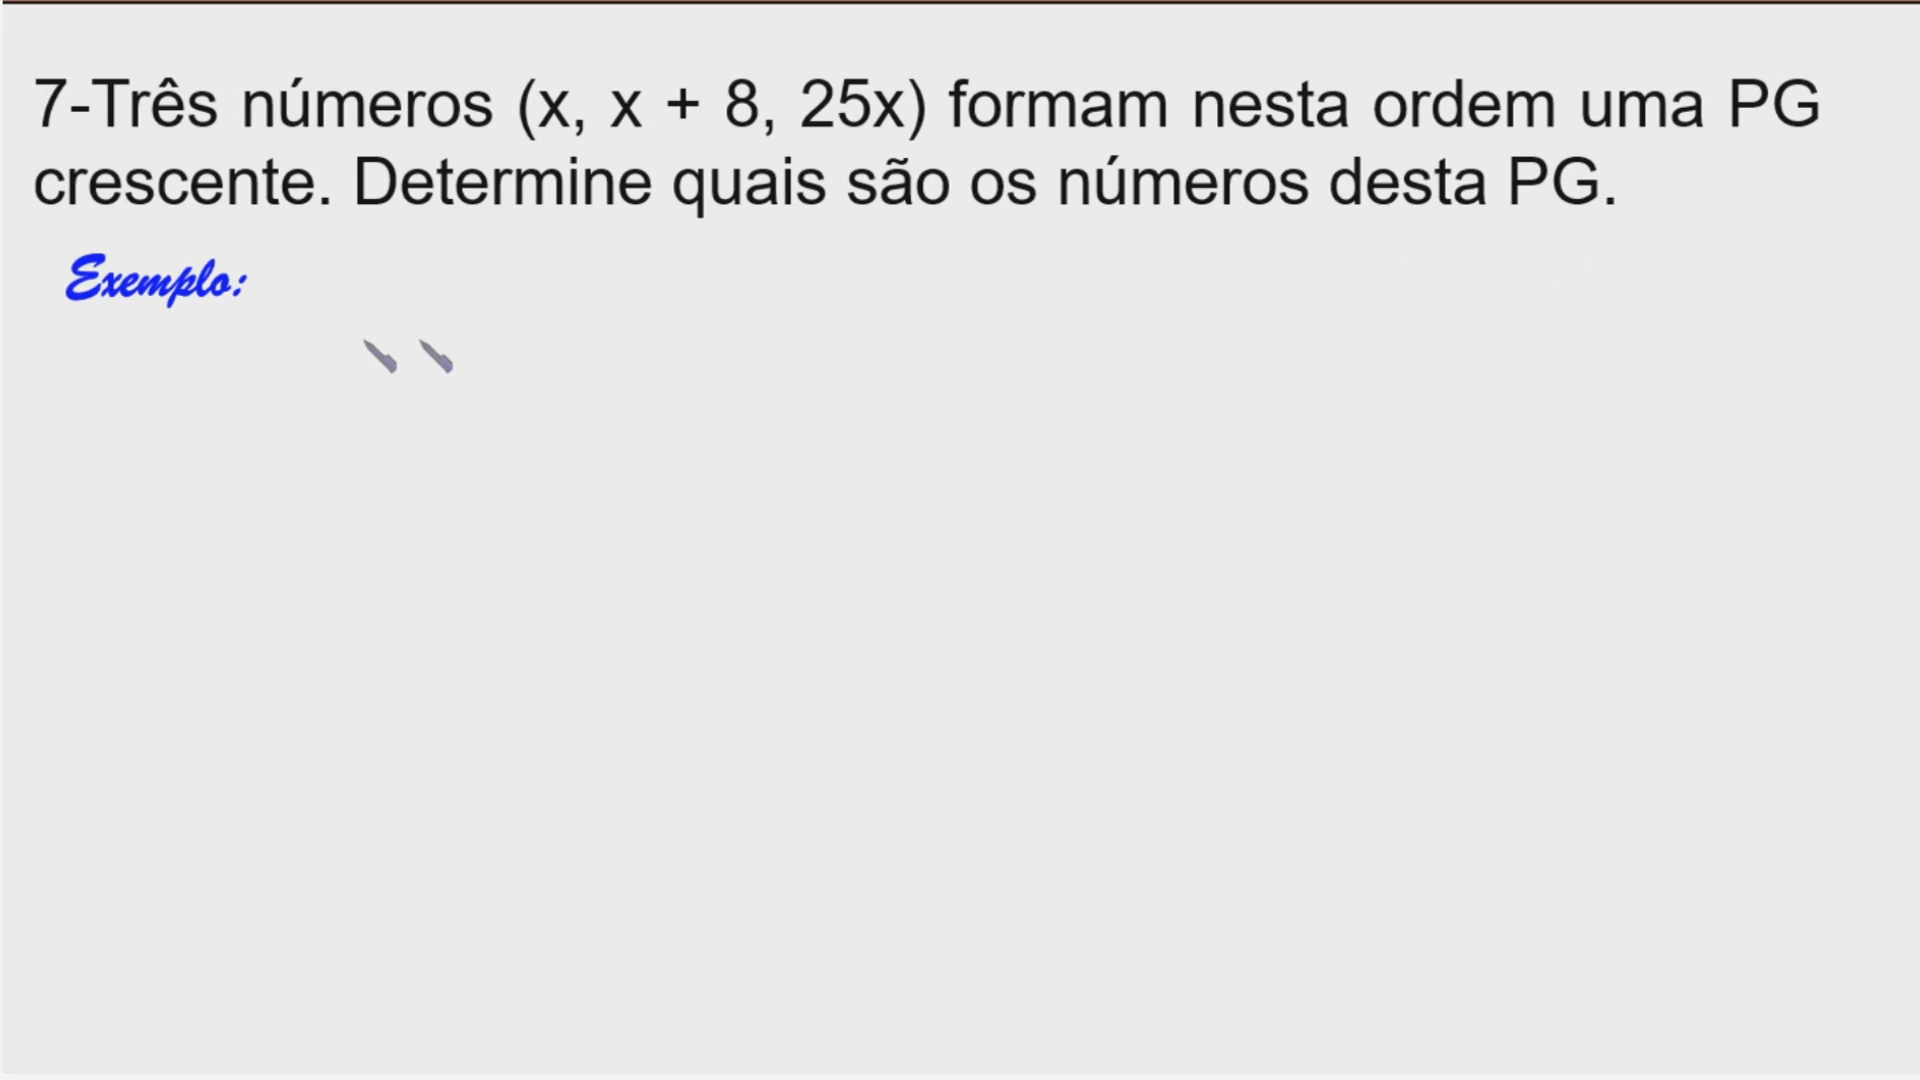 7-Três números (x, x + 8, 25x) formam nesta ordem uma PG
crescente. Determine quais são os números desta PG.
Exemplo: